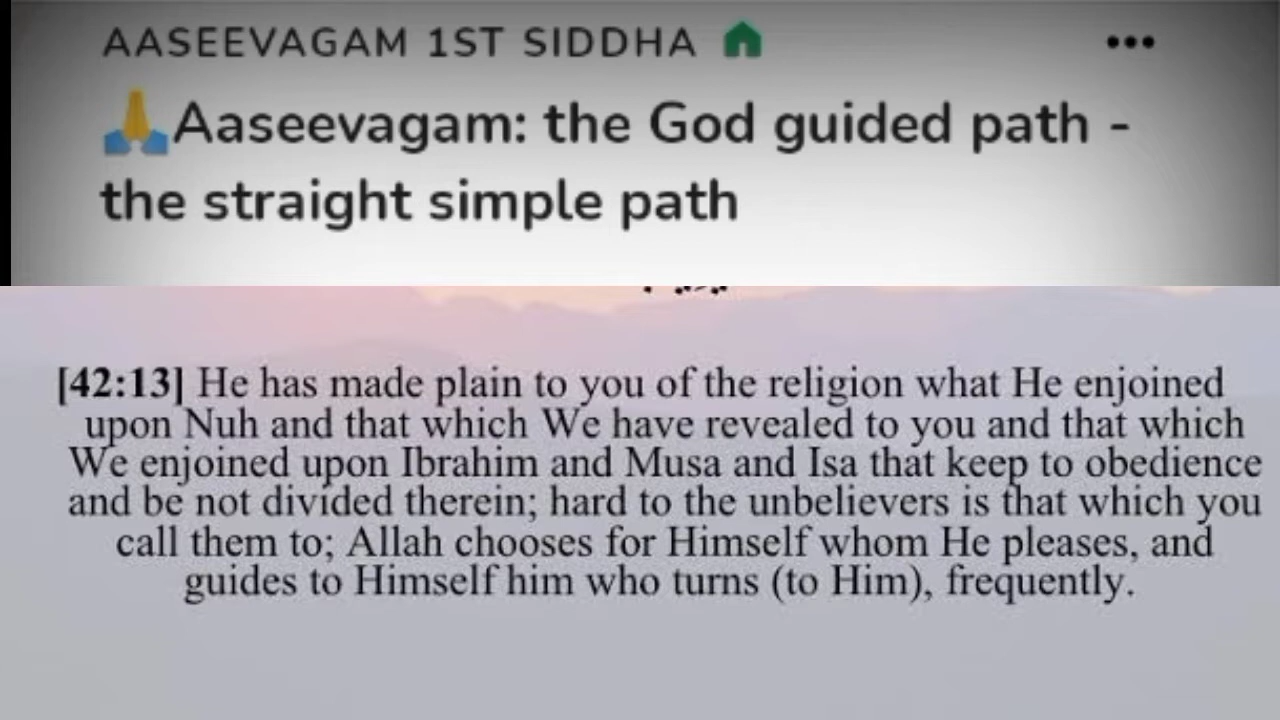 AASEEVAGAM 1ST SIDDHA
🙏Aaseevagam: the God guided path -
the straight simple path
[42:13] He has made plain to you of the religion what He enjoined
upon Nuh and that which We have revealed to you and that which
We enjoined upon Ibrahim and Musa and Isa that keep to obedience
and be not divided therein; hard to the unbelievers is that which you
call them to; Allah chooses for Himself whom He pleases, and
guides to Himself him who turns (to Him), frequently.